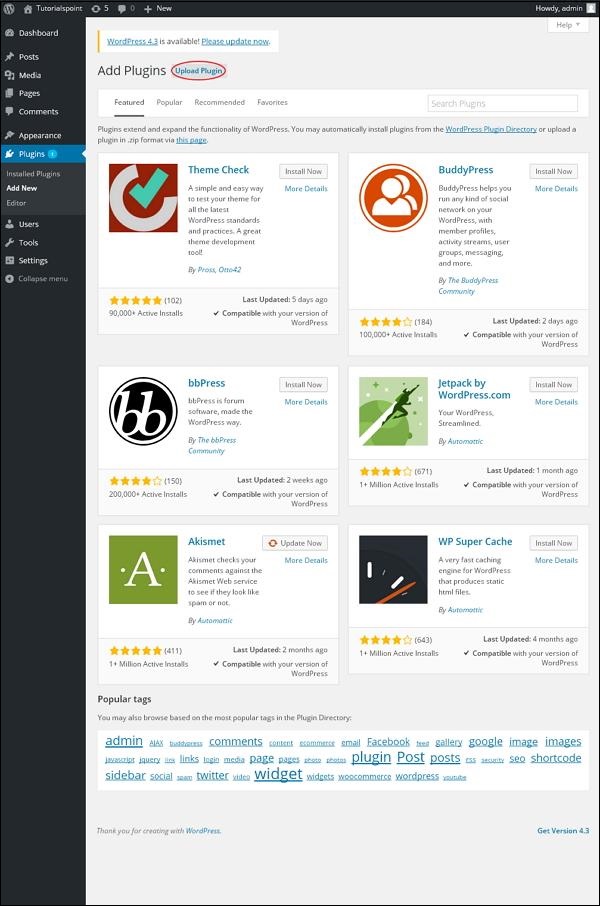 Tutorialspoint 5 0 New Howdy, admin
Help
Dashboard
Posts
Media
Pages
Comments
Appearance
Plugins 1
Installed Plugins
Add New
Editor
Users
Tools
Settings
Collapse menu
WordPress 4.3 is available! Please update now.
Add Plugins Upload Plugin
Featured Popular Recommended Favorites Search Plugins
Plugins extend and expand the functionality of WordPress. You may automatically install plugins from the WordPress Plugin Directory or upload a
plugin in .zip format via this page.
Theme Check Install Now
More Details
A simple and easy way
to test your theme for
all the latest
WordPress standards
and practices. A great
theme development
tool!
By Pross, Otto42
(102) Last Updated: 5 days ago
90,000+ Active Installs Compatible with your version of
WordPress
BuddyPress Install Now
More Details
BuddyPress helps you
run any kind of social
network on your
WordPress, with
member profiles,
activity streams, user
groups, messaging,
and more.
By The BuddyPress
Community
(184) Last Updated: 2 days ago
100,000+ Active Installs Compatible with your version of
WordPress
bb
bbPress Install Now
More Details
bbPress is forum
software, made the
WordPress way.
By The bbPress
Community
(150) Last Updated: 2 weeks ago
200,000+ Active Installs Compatible with your version of
WordPress
Jetpack by
WordPress.com
Install Now
More Details
Your WordPress,
Streamlined.
By Automattic
(671) Last Updated: 1 month ago
1+ Million Active Installs Compatible with your version of
WordPress
·A·
Akismet Update Now
More Details
Akismet checks your
comments against the
Akismet Web service
to see if they look like
spam or not.
By Automattic
(411) Last Updated: 2 months ago
1+ Million Active Installs Compatible with your version of
WordPress
WP Super Cache Install Now
More Details
A very fast caching
engine for WordPress
that produces static
html files.
By Automattic
(643) Last Updated: 4 months ago
1+ Million Active Installs Compatible with your version of
WordPress
Popular tags
You may also browse based on the most popular tags in the Plugin Directory:
admin AJAX buddypress comments content ecommerce email Facebook feed gallery google image images
javascript jquery link links login media page pages photo photos plugin Post posts rss security seo shortcode
sidebar social spam twitter video widget widgets woocommerce wordpress youtube
Thank you for creating with WordPress. Get Version 4.3